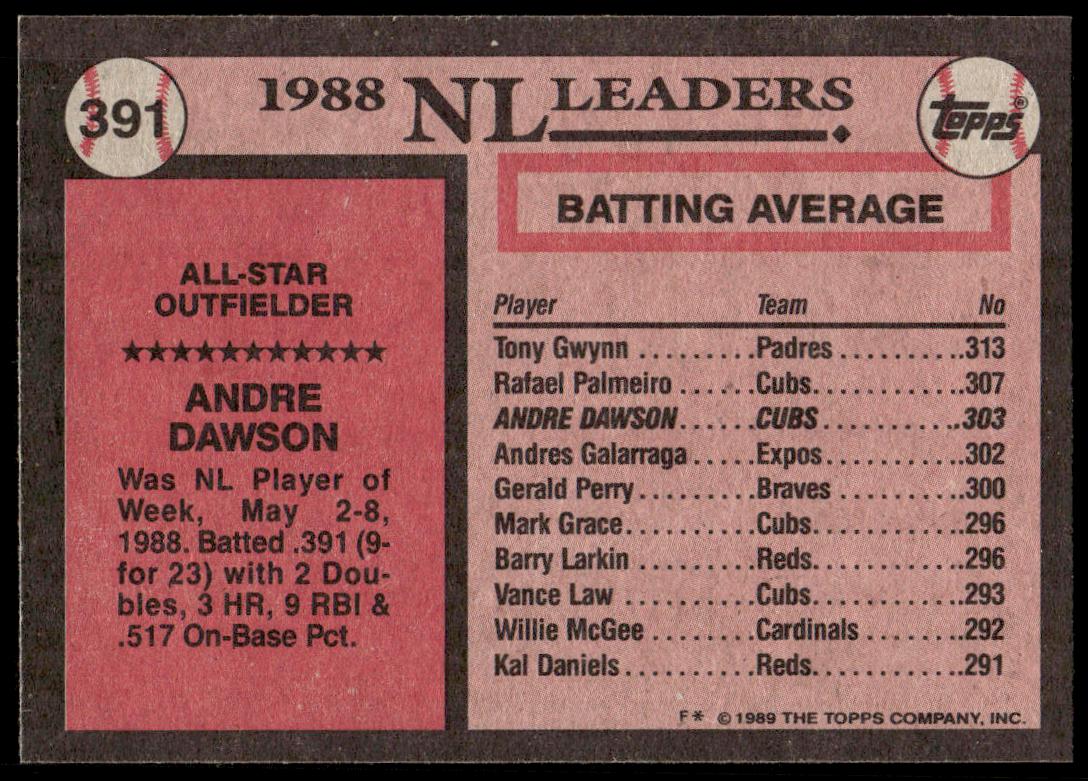 391
1988 NL LEADERS
Topps®
ALL-STAR
OUTFIELDER
★★★★★★★★★★★
ANDRE
DAWSON
Was NL Player of
Week, May 2-8,
1988. Batted .391 (9-
for 23) with 2 Dou-
bles, 3 HR, 9 RBI &
.517 On-Base Pct.
BATTING AVERAGE
Player Team No
Tony Gwynn ..........Padres ...........313
Rafael Palmeiro ......Cubs.............307
ANDRE DAWSON......CUBS ............303
Andres Galarraga.....Expos............302
Gerald Perry..........Braves ...........300
Mark Grace...........Cubs.............296
Barry Larkin ..........Reds.............296
Vance Law ...........Cubs.............293
Willie McGee .........Cardinals ........292
Kal Daniels...........Reds.............291
F* © 1989 THE TOPPS COMPANY, INC.